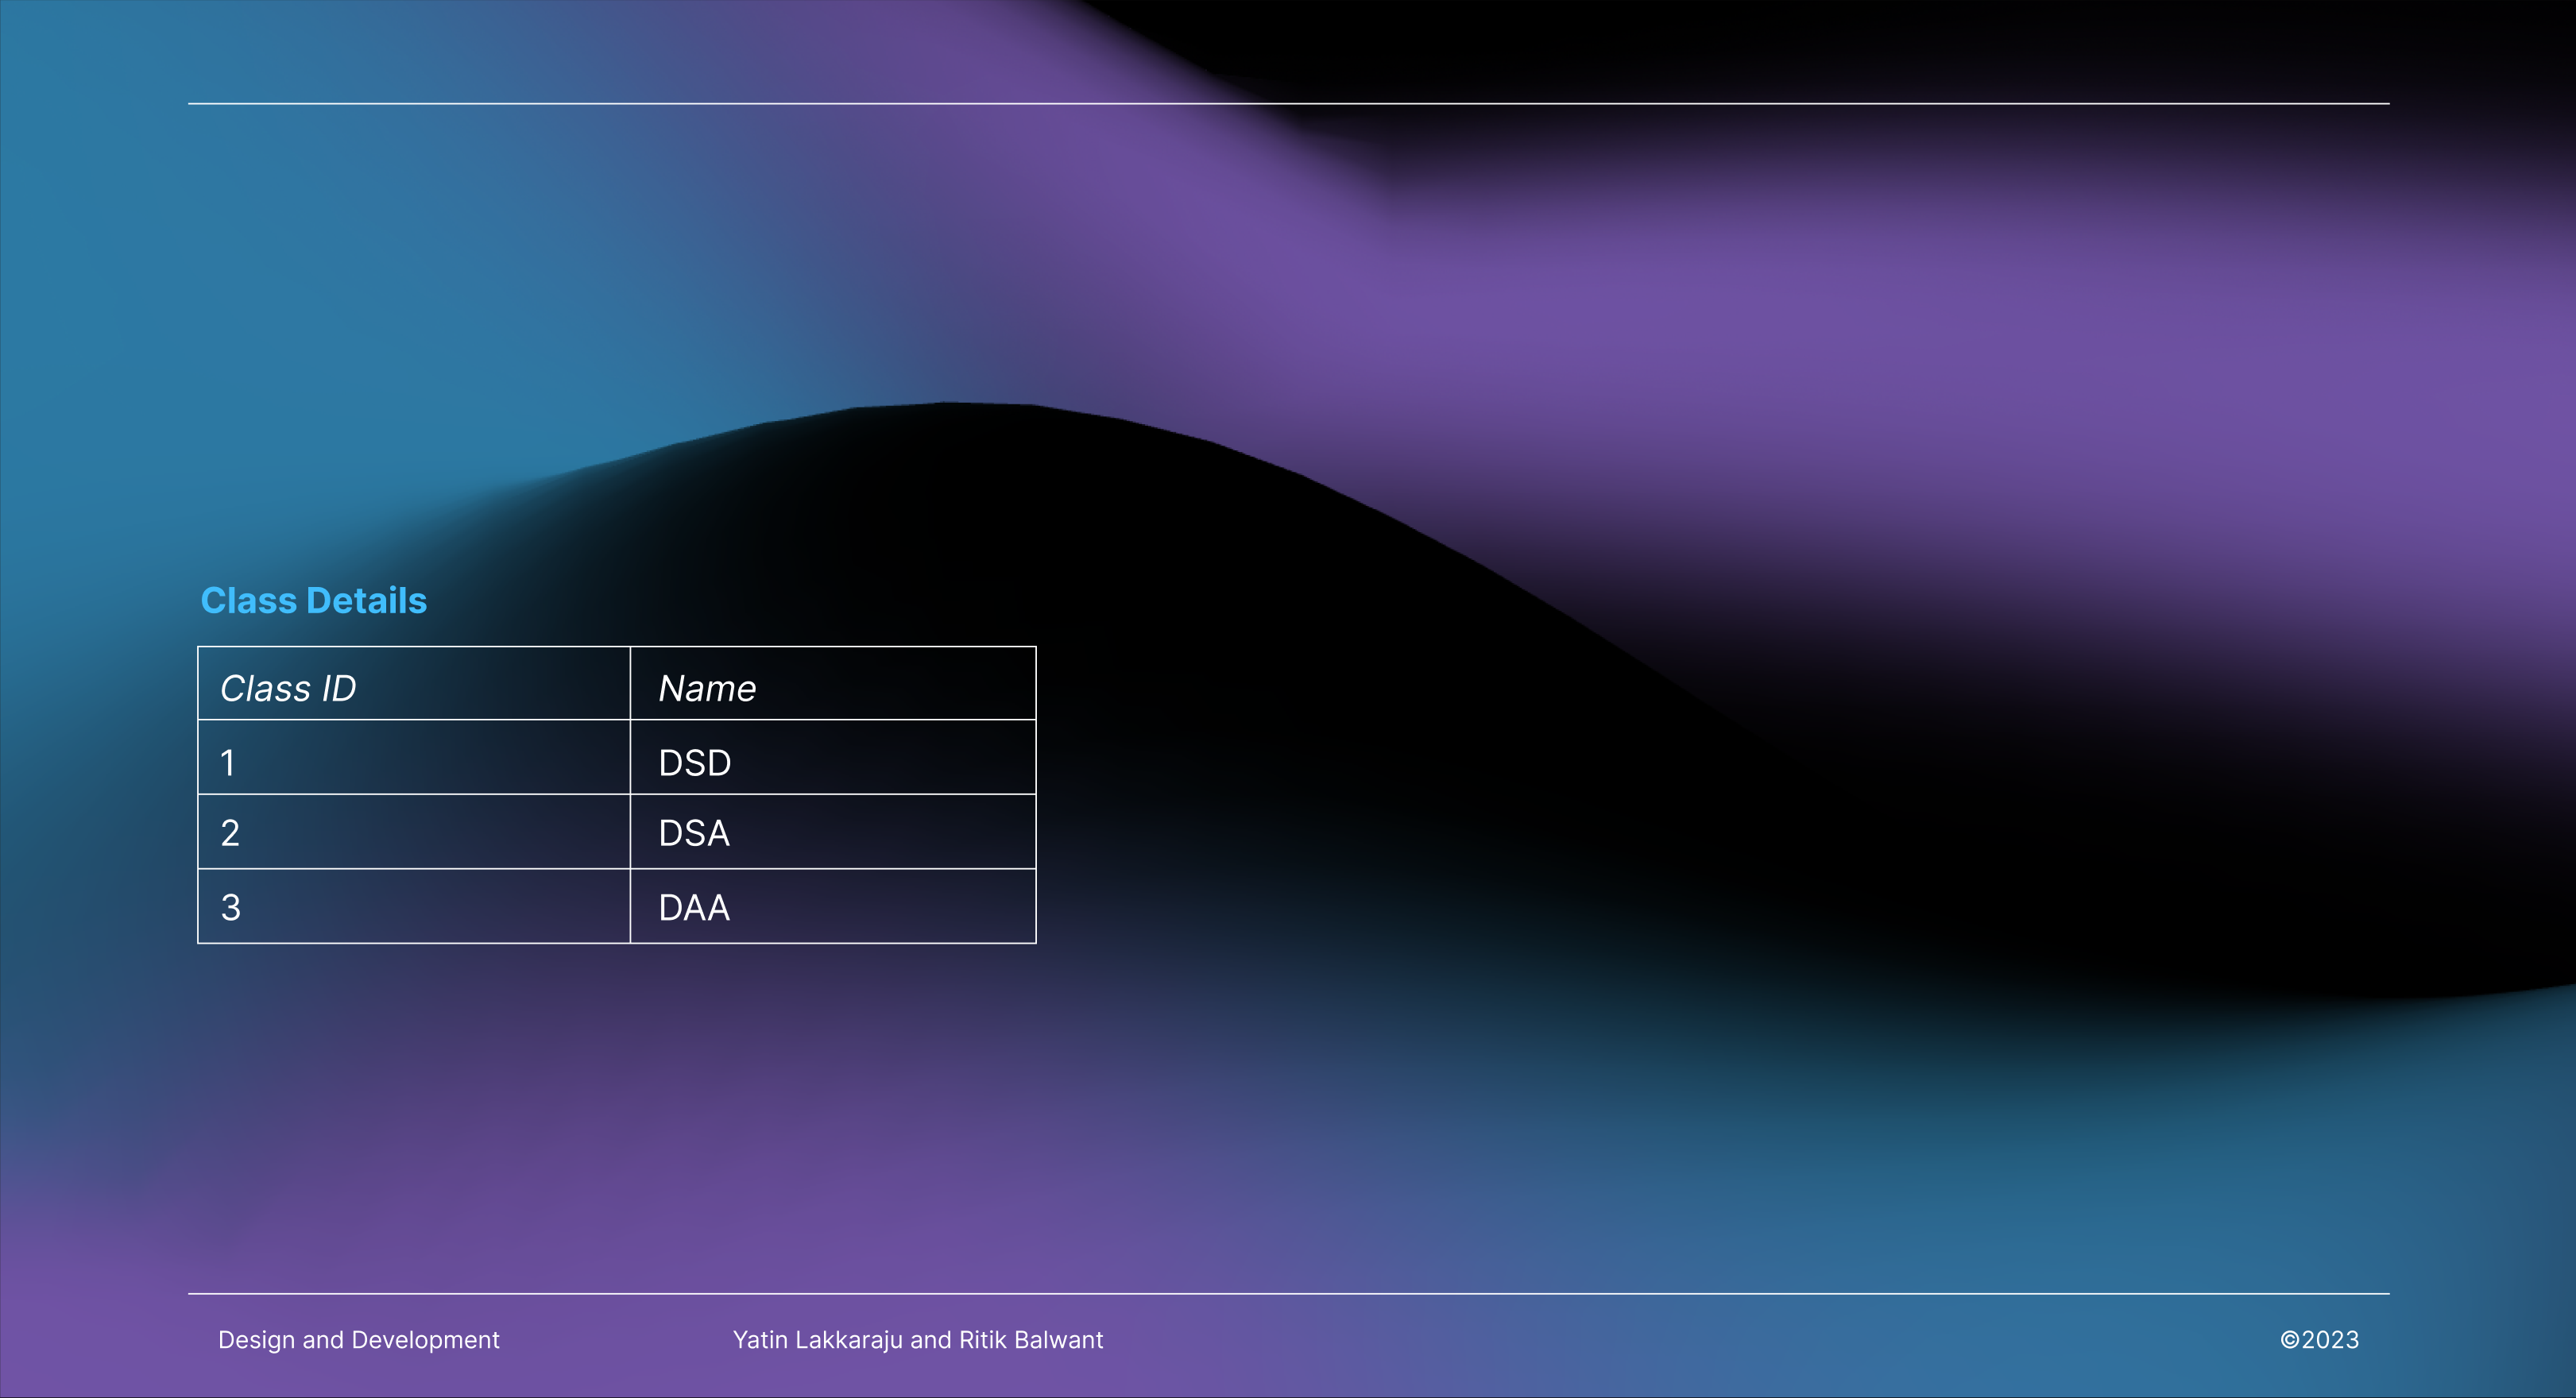 Class Details
Class ID Name
1 DSD
2 DSA
3 DAA
Design and Development Yatin Lakkaraju and Ritik Balwant ©2023